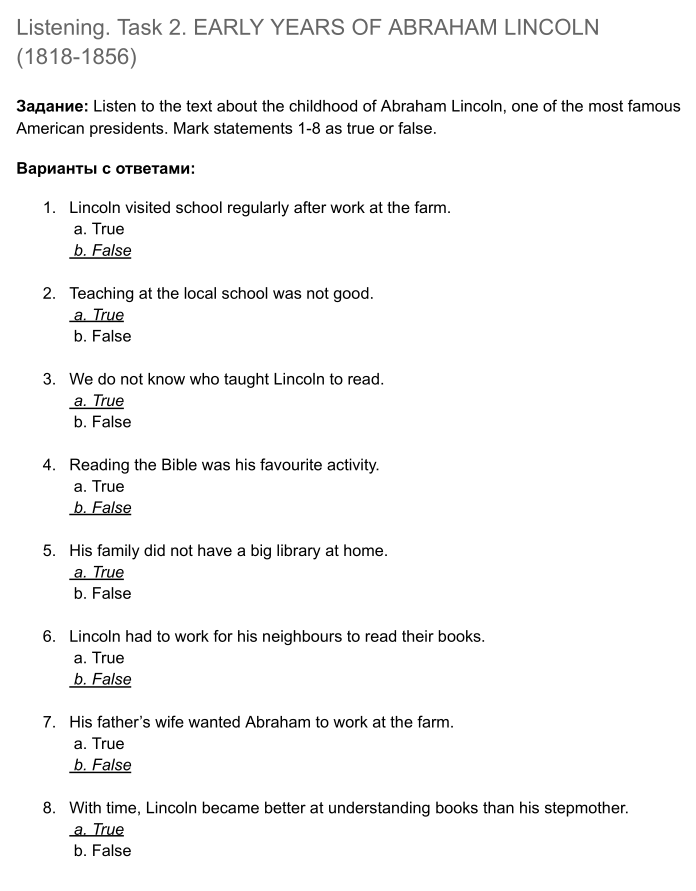 Listening. Task 2. EARLY YEARS OF ABRAHAM LINCOLN
(1818-1856)
Задание: Listen to the text about the childhood of Abraham Lincoln, one of the most famous
American presidents. Mark statements 1-8 as true or false.
Варианты с ответами:
1. Lincoln visited school regularly after work at the farm.
a. True
b. False
2. Teaching at the local school was not good.
a. True
b. False
3. We do not know who taught Lincoln to read.
a. True
b. False
4. Reading the Bible was his favourite activity.
a. True
b. False
5. His family did not have a big library at home.
a. True
b. False
6. Lincoln had to work for his neighbours to read their books.
a. True
b. False
7. His father’s wife wanted Abraham to work at the farm.
a. True
b. False
8. With time, Lincoln became better at understanding books than his stepmother.
a. True
b. False